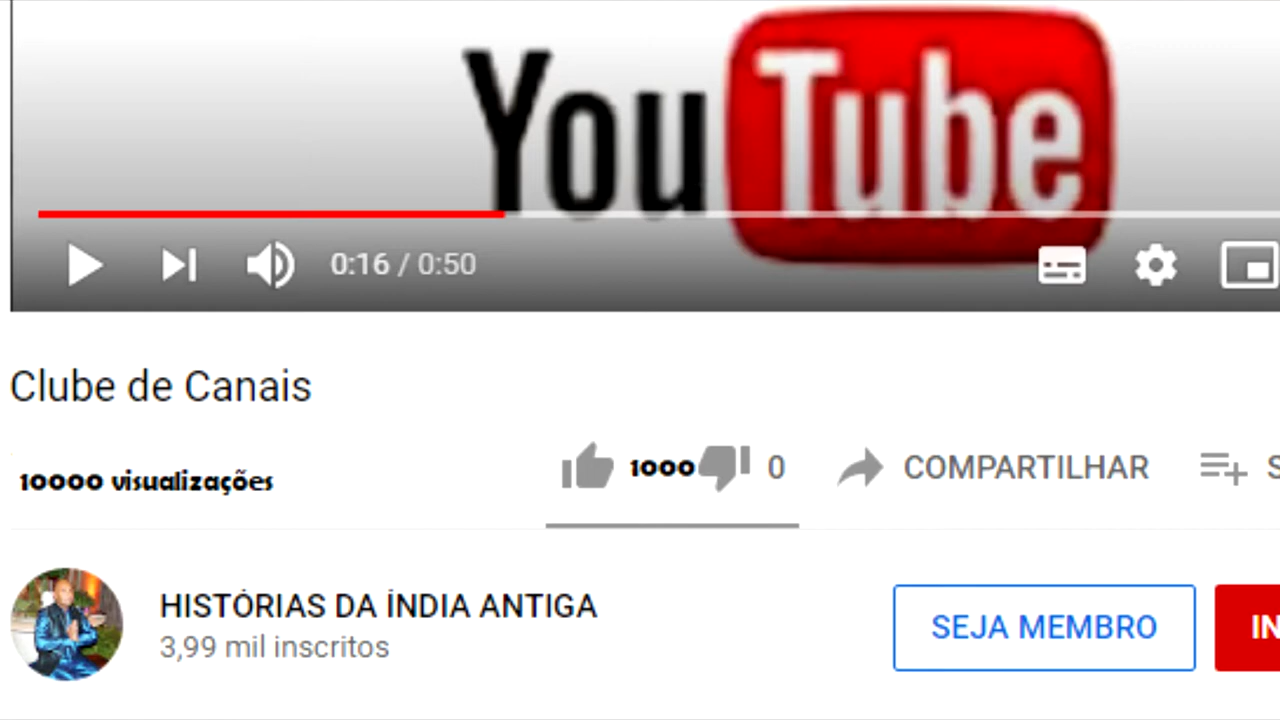 YouTube
0:16 / 0:50
Clube de Canais
10000 visualizações
1000 0 COMPARTILHAR S
HISTÓRIAS DA ÍNDIA ANTIGA
3,99 mil inscritos
SEJA MEMBRO IN